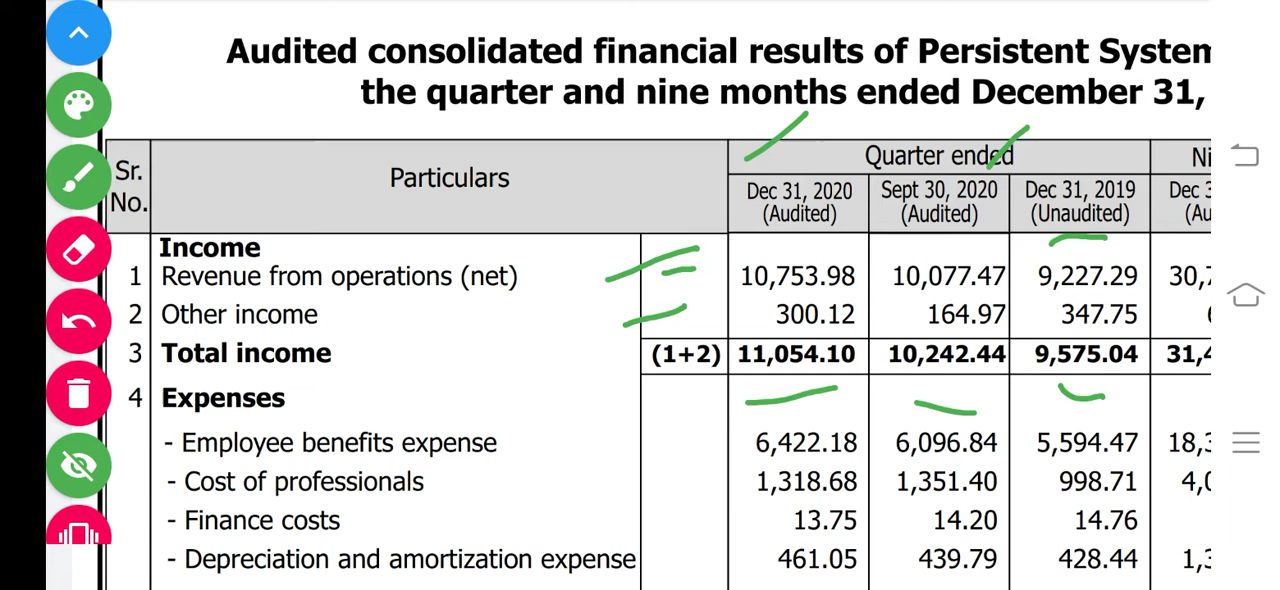 Audited consolidated financial results of Persistent System
the quarter and nine months ended December 31,
Sr. No. Particulars Quarter ended
Dec 31, 2020 (Audited) Sept 30, 2020 (Audited) Dec 31, 2019 (Unaudited)
Income
1 Revenue from operations (net) 10,753.98 10,077.47 9,227.29 30,
2 Other income 300.12 164.97 347.75
3 Total income (1+2) 11,054.10 10,242.44 9,575.04 31,
4 Expenses
- Employee benefits expense 6,422.18 6,096.84 5,594.47 18,
- Cost of professionals 1,318.68 1,351.40 998.71 4,
- Finance costs 13.75 14.20 14.76
- Depreciation and amortization expense 461.05 439.79 428.44 1,